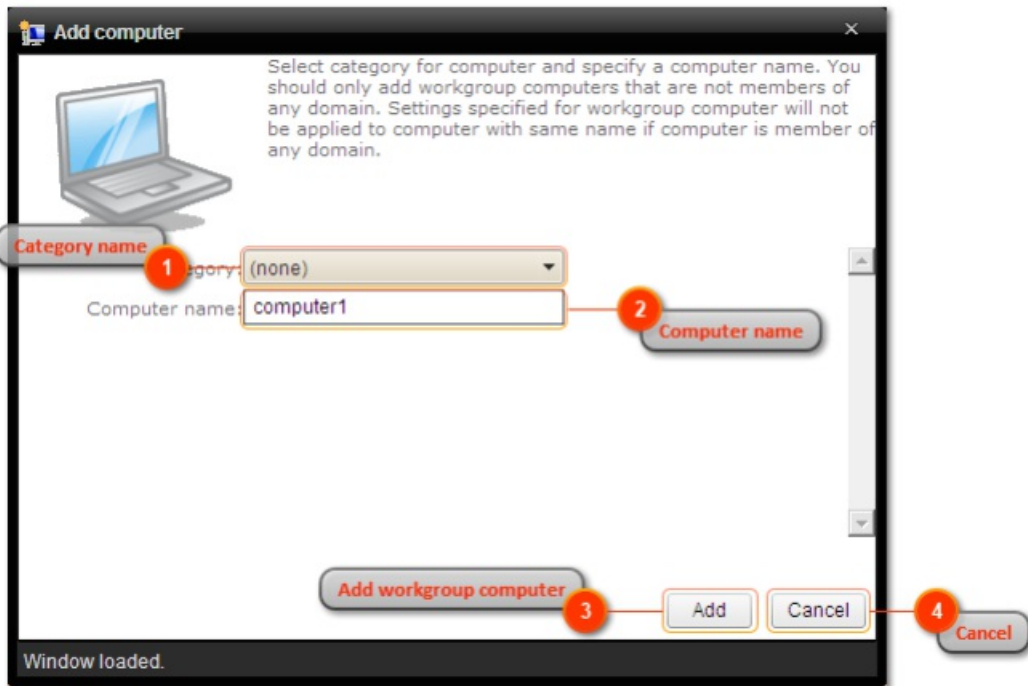 Add computer
Select category for computer and specify a computer name. You
should only add workgroup computers that are not members of
any domain. Settings specified for workgroup computer will not
be applied to computer with same name if computer is member of
any domain.
Category name
1
egory: (none)
Computer name: computer1
2
Computer name
Add workgroup computer
3
Add
Cancel
4
Cancel
Window loaded.